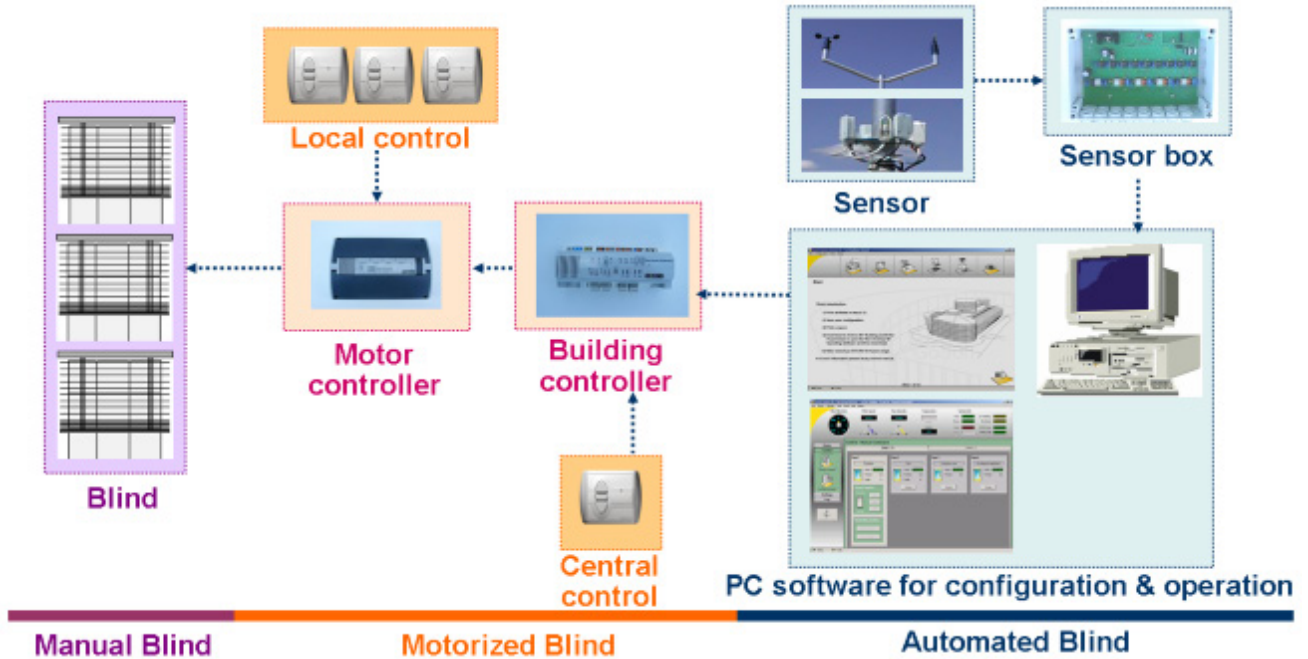 Local control
Sensor
Sensor box
Motor
controller
Building
controller
Blind
Central
control
PC software for configuration & operation
Manual Blind
Motorized Blind
Automated Blind